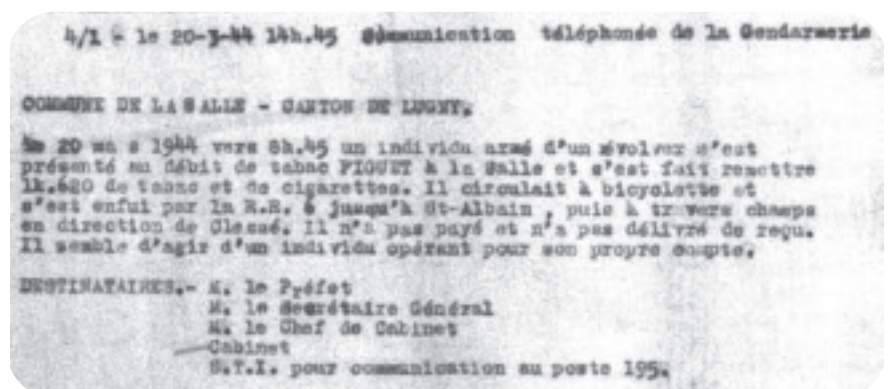 4/1 - le 20-3-44 14h.45 Communication téléphonée de la Gendarmerie
COMMUNE DE LA SALLE - CANTON DE LUGNY.
Le 20 ma s 1944 vers 8h.45 un individu armé d'un révolver s'est
présenté au débit de tabac PIGUET à la Salle et s'est fait remettre
1k.620 de tabac et de cigarettes. Il circulait à bicyclette et
s'est enfui par la R.N. 6 jusqu'à St-Albain , puis à travers champs
en direction de Clessé. Il n'a pas payé et n'a pas délivré de reçu.
Il semble d'agir d'un individu opérant pour son propre compte.
DESTINATAIRES.- M. le Préfet
M. le Secrétaire Général
M. le Chef de Cabinet
Cabinet
S.T.I. pour communication au poste 195.